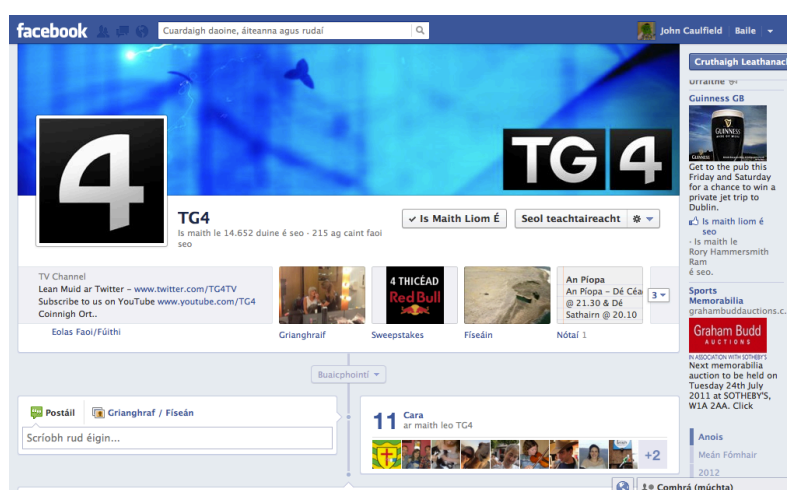 facebook
Cuardaigh daoine, áiteanna agus rudaí
John Caulfield
Baile
TG4
4
TG4
Is maith le 14.652 duine é seo · 215 ag caint faoi
seo
Is Maith Liom É
Seol teachtaireacht
TV Channel
Lean Muid ar Twitter – www.twitter.com/TG4TV
Subscribe to us on YouTube www.youtube.com/TG4
Coinnigh Ort..
Eolas Faoi/Fúithi
4 THICÉAD
Red Bull
An Píopa
An Píopa – Dé Céa
@ 21.30 & Dé
Sathairn @ 20.10
3
Grianghraif
Sweepstakes
Físeáin
Nótaí 1
Buaicphointí
Postáil
Grianghraf / Físeán
Scríobh rud éigin...
11 Cara
ar maith leo TG4
+2
Cruthaigh Leathanach
Urraithe
Guinness GB
GUINNESS
Get to the pub this
Friday and Saturday
for a chance to win a
private jet trip to
Dublin.
Is maith liom é
seo
· Is maith le
Rory Hammersmith
Ram
é seo.
Sports
Memorabilia
grahambuddauctions.c.
Graham Budd
AUCTIONS
IN ASSOCIATION WITH SOTHEBY'S
Next memorabilia
auction to be held on
Tuesday 24th July
2011 at SOTHEBY'S,
W1A 2AA. Click
Anois
Meán Fómhair
2012
Comhrá (múchta)